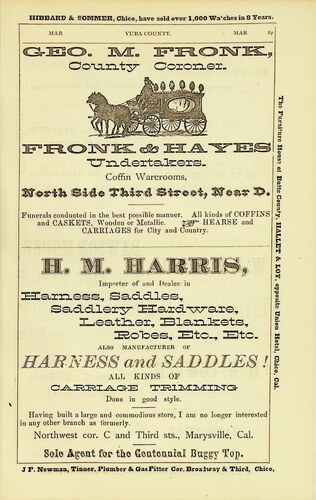 HIBBARD & SOMMER, Chico, have sold over 1,000 Wa'ches in 8 Years.
MAR YUBA COUNTY. MAR 67
GEO. M. FRONK,
County Coroner.
FRONK & HAYES
Undertakers.
Coffin Warerooms,
North Side Third Street, Near D.
Funerals conducted in the best possible manner. All kinds of COFFINS
and CASKETS, Wooden or Metallic. ☞ HEARSE and
CARRIAGES for City and Country.
H. M. HARRIS,
Importer of and Dealer in
Harness, Saddles,
Saddlery Hardware,
Leather, Blankets,
Robes, Etc., Etc.
ALSO MANUFACTURER OF
HARNESS and SADDLES!
ALL KINDS OF
CARRIAGE TRIMMING
Done in good style.
Having built a large and commodious store, I am no longer interested
in any other branch as formerly.
Northwest cor. C and Third sts., Marysville, Cal.
Sole Agent for the Centennial Buggy Top.
The Furniture House of Butte County, HALLET & LOY, opposite Union Hotel, Chico, Cal.
J F. Newman, Tinner, Plumber & Gas Fitter Cor. Broadway & Third, Chico.